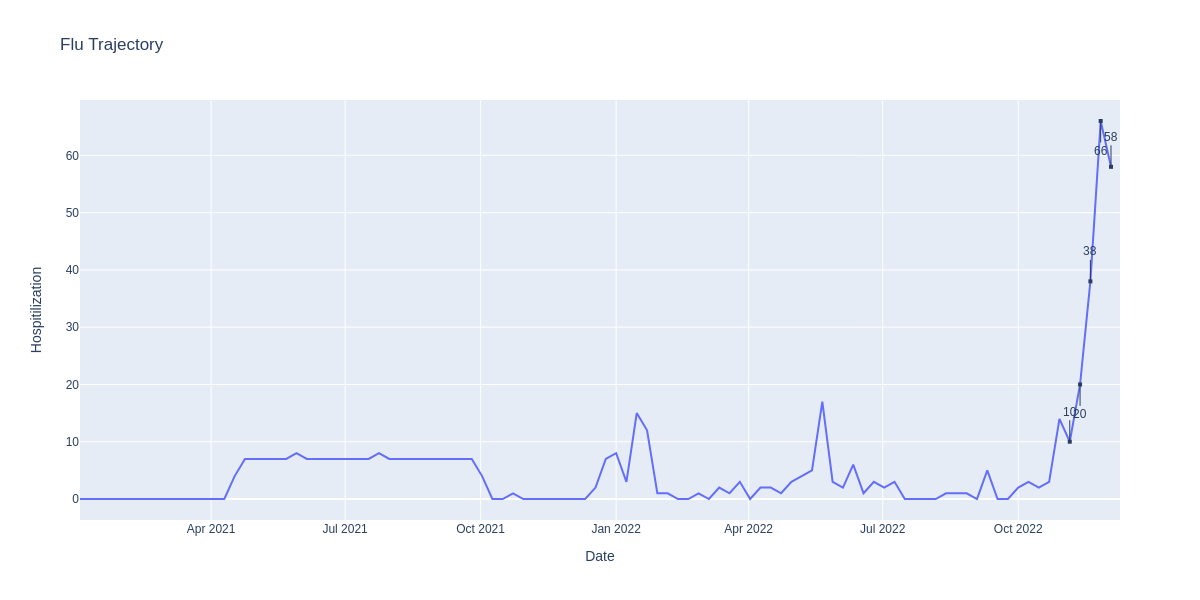 Flu Trajectory
Hospitilization
60
50
40
30
20
10
0
58
66
38
10
20
Apr 2021
Jul 2021
Oct 2021
Jan 2022
Apr 2022
Jul 2022
Oct 2022
Date